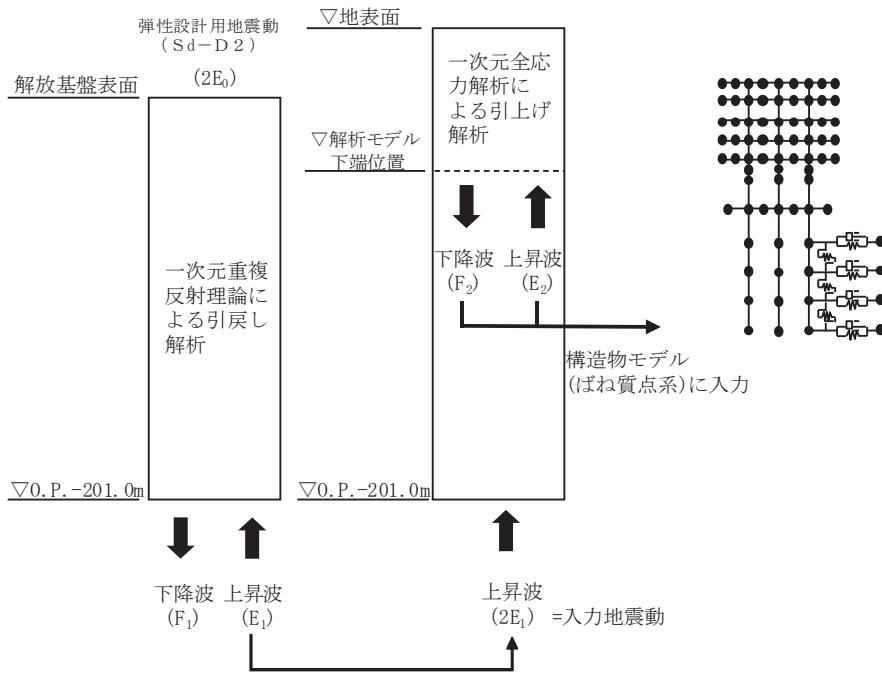 弾性設計用地震動
（Ｓｄ－Ｄ２）
(2E₀)
解放基盤表面
一次元重複
反射理論に
よる引戻し
解析
▽O.P.-201.0m
下降波
(F₁)
上昇波
(E₁)
▽地表面
一次元全応
力解析に
よる引上げ
解析
▽解析モデル
下端位置
下降波
(F₂)
上昇波
(E₂)
構造物モデル
(ばね質点系)に入力
▽O.P.-201.0m
上昇波
(2E₁) =入力地震動